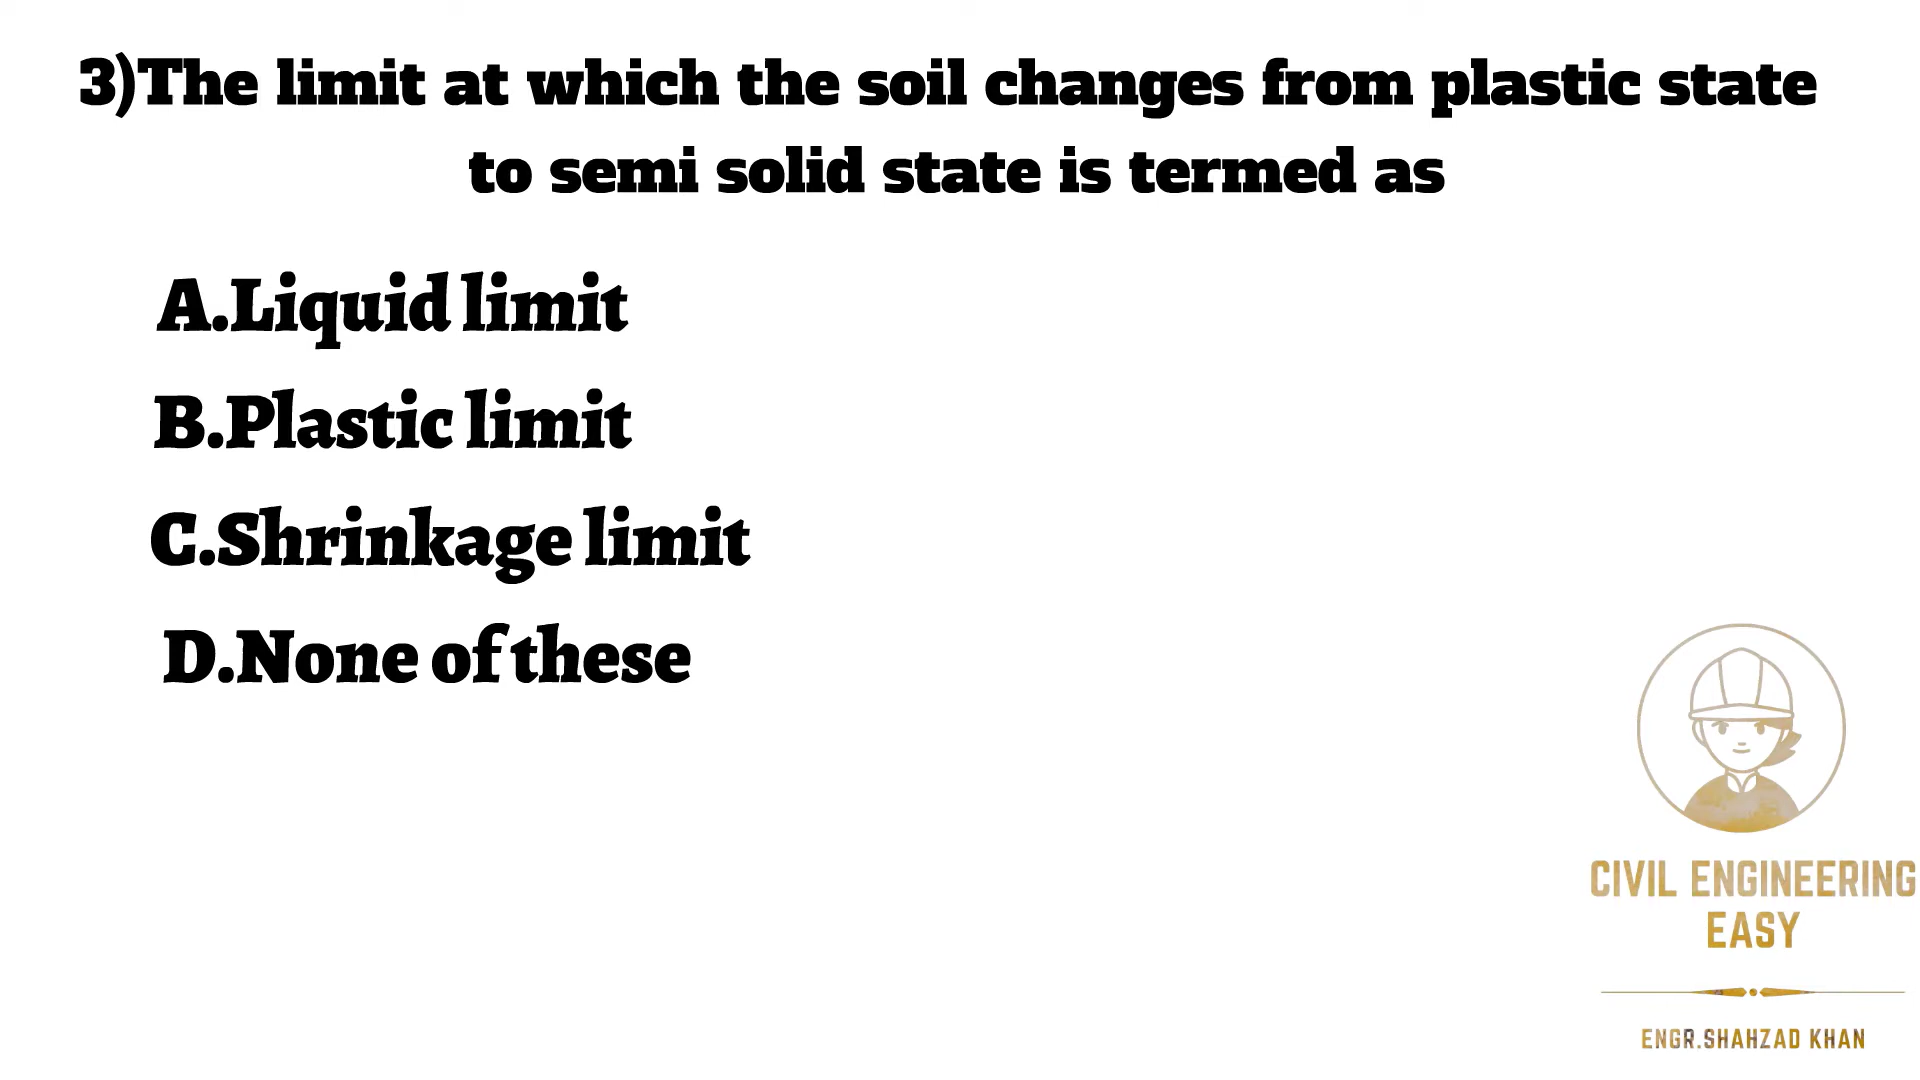 3)The limit at which the soil changes from plastic state
to semi solid state is termed as
A.Liquid limit
B.Plastic limit
C.Shrinkage limit
D.None of these
CIVIL ENGINEERING
EASY
ENGR.SHAHZAD KHAN